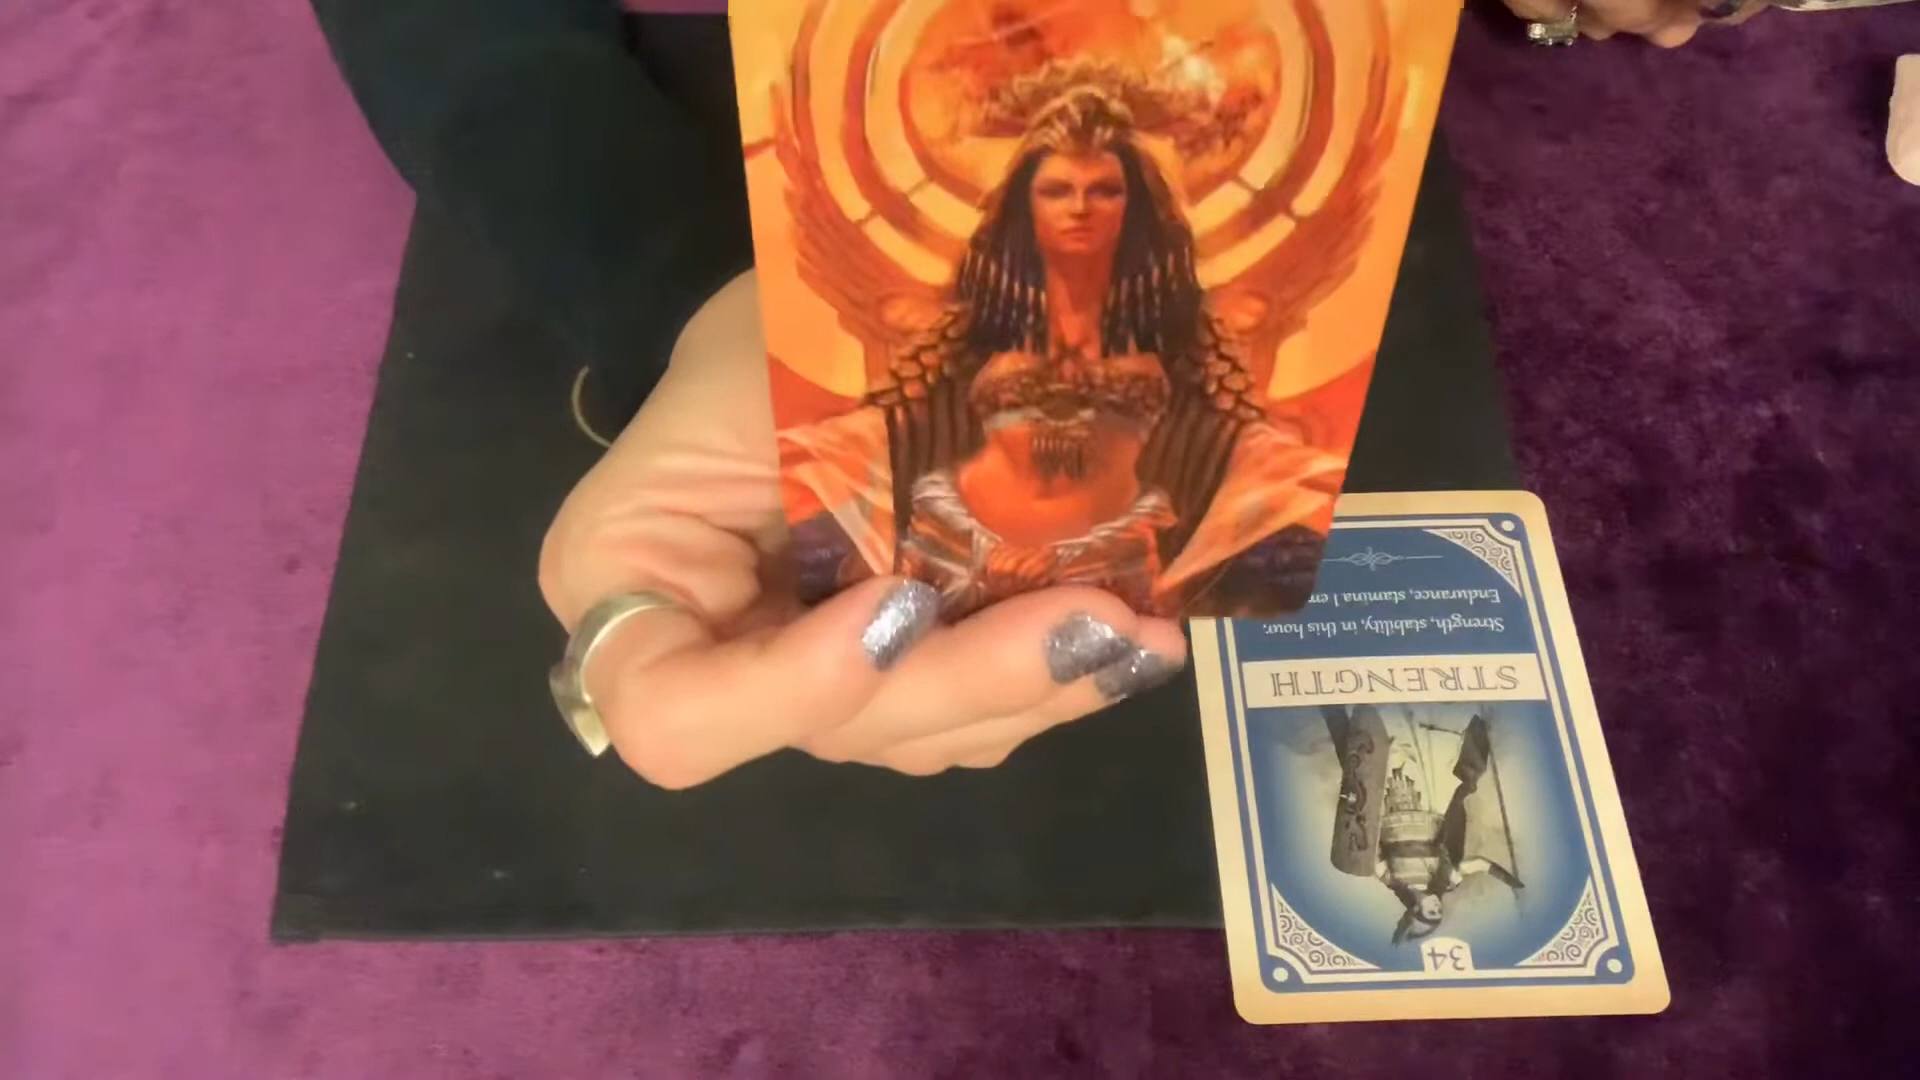 34
STRENGTH
Strength, stability, in this hour.
Endurance, stamina I